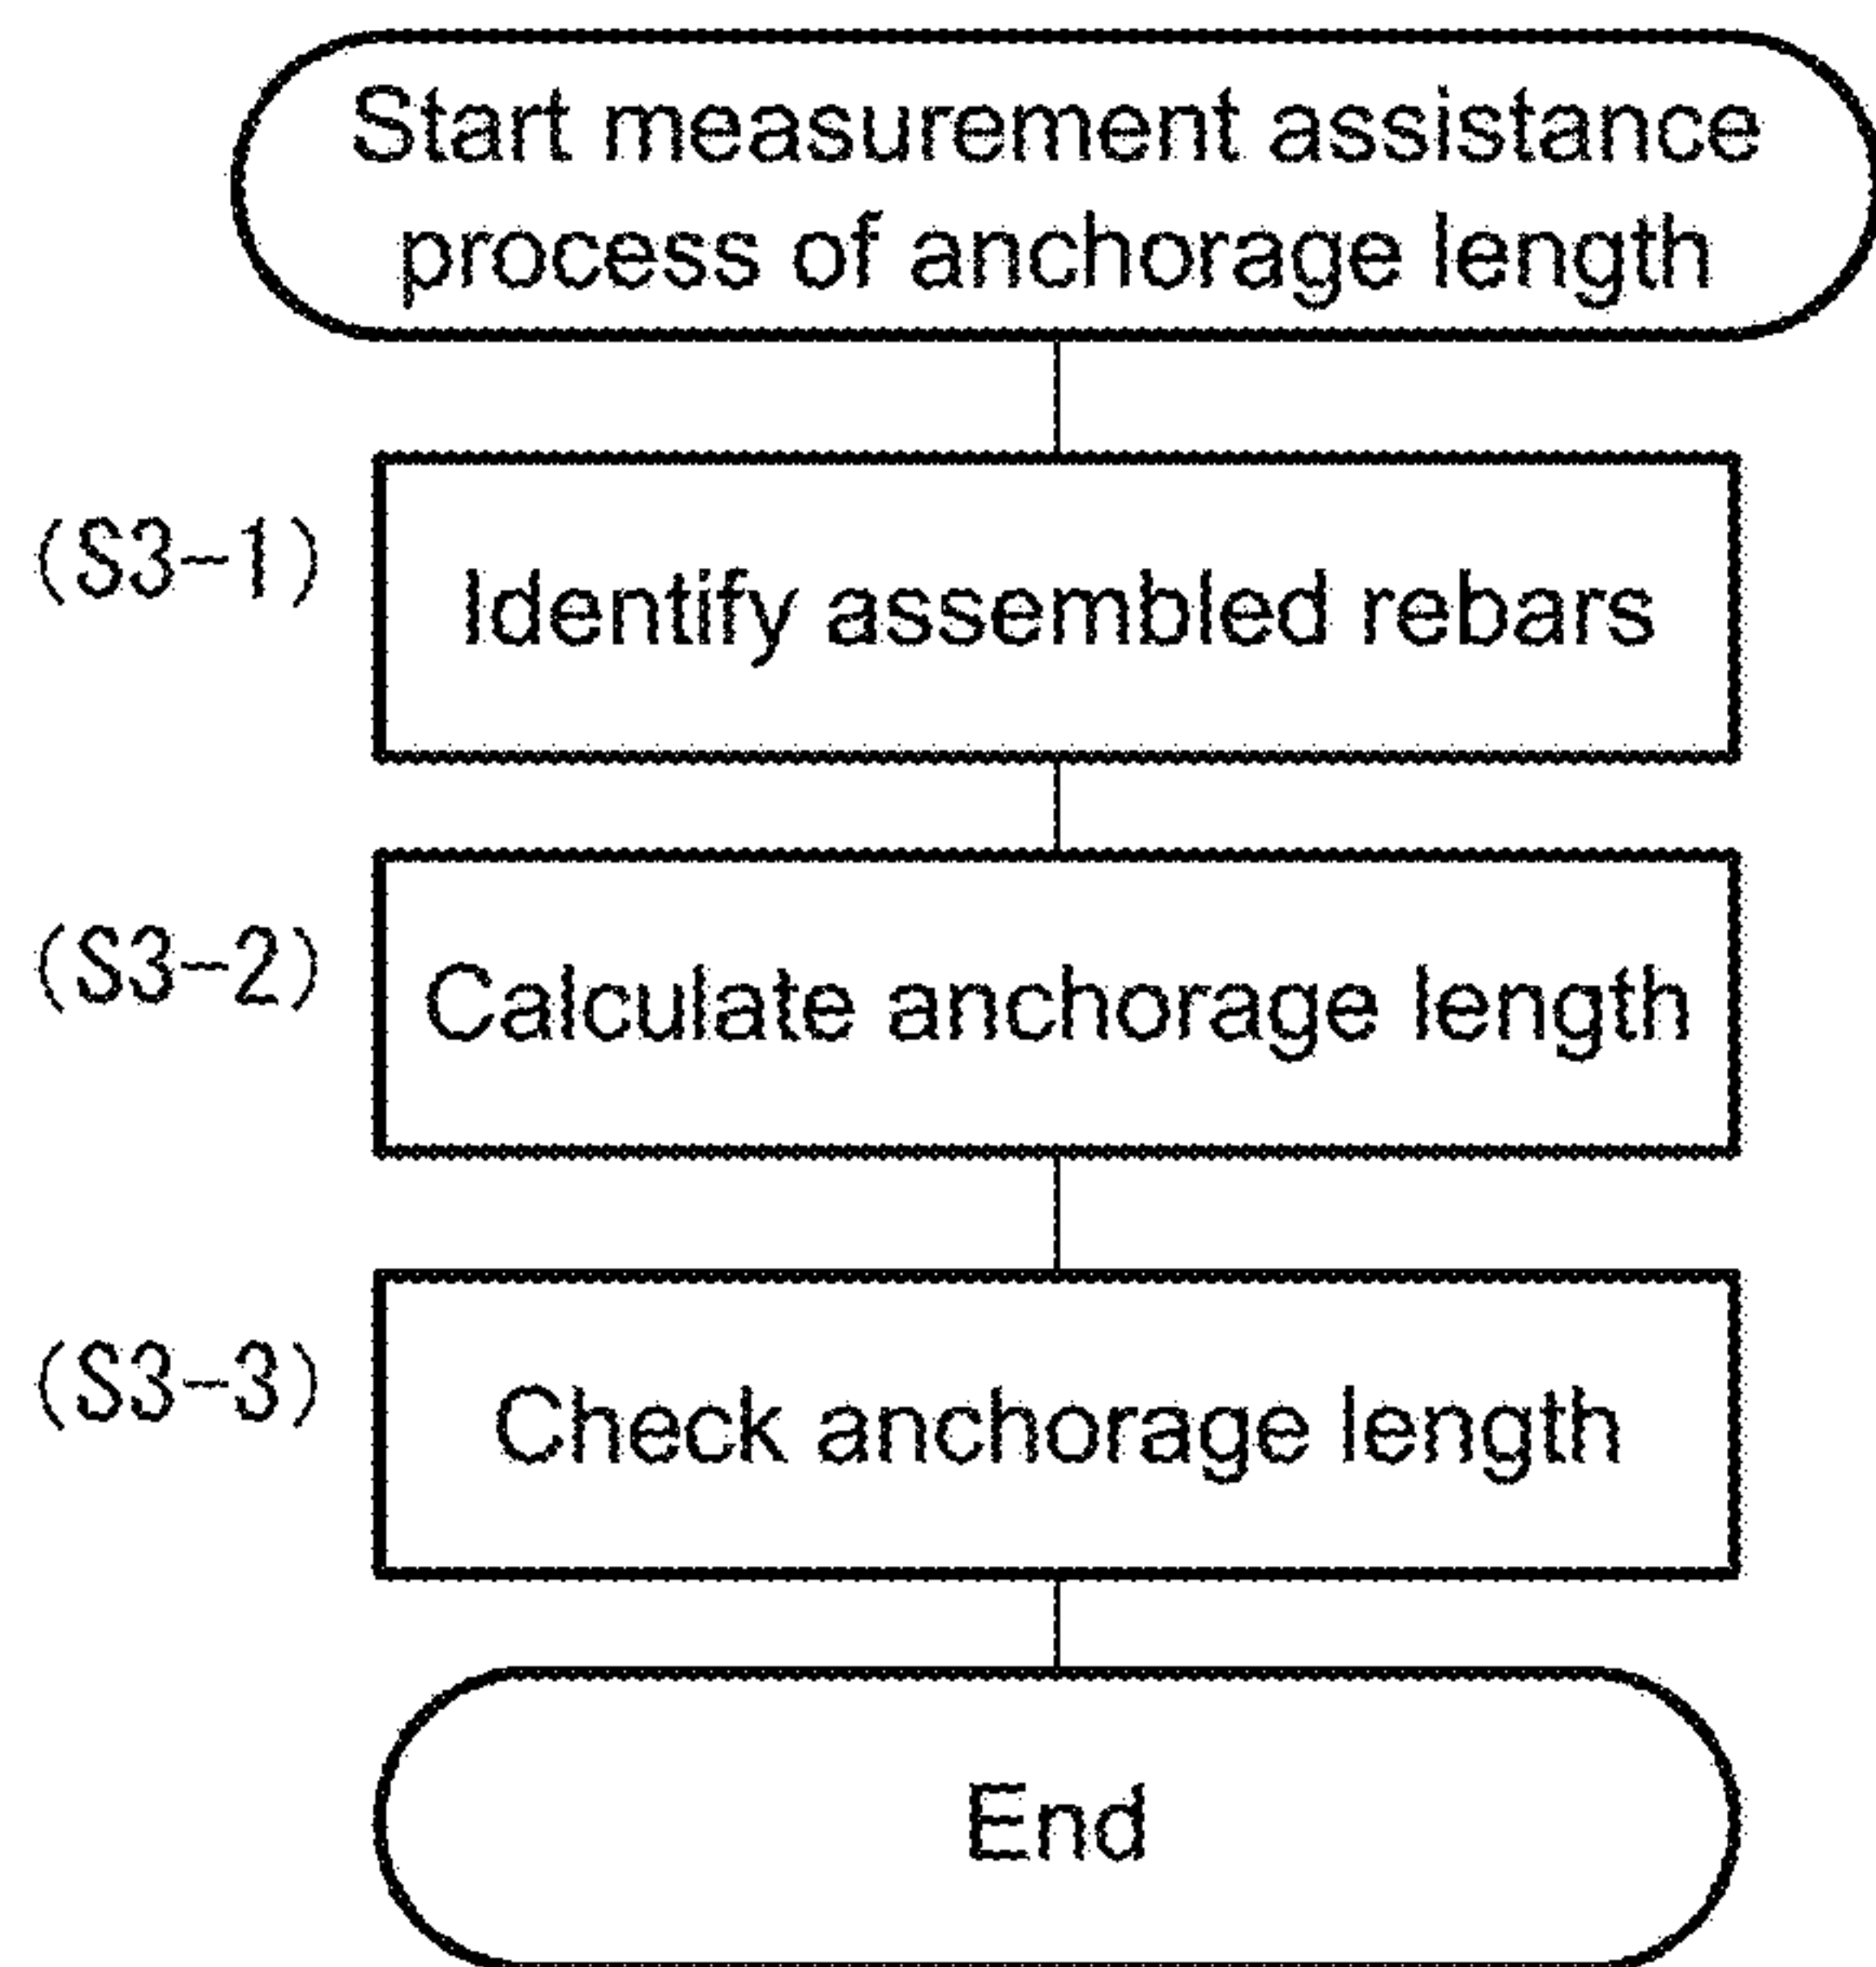 Start measurement assistance
process of anchorage length
(S3-1)
Identify assembled rebars
(S3-2)
Calculate anchorage length
(S3-3)
Check anchorage length
End